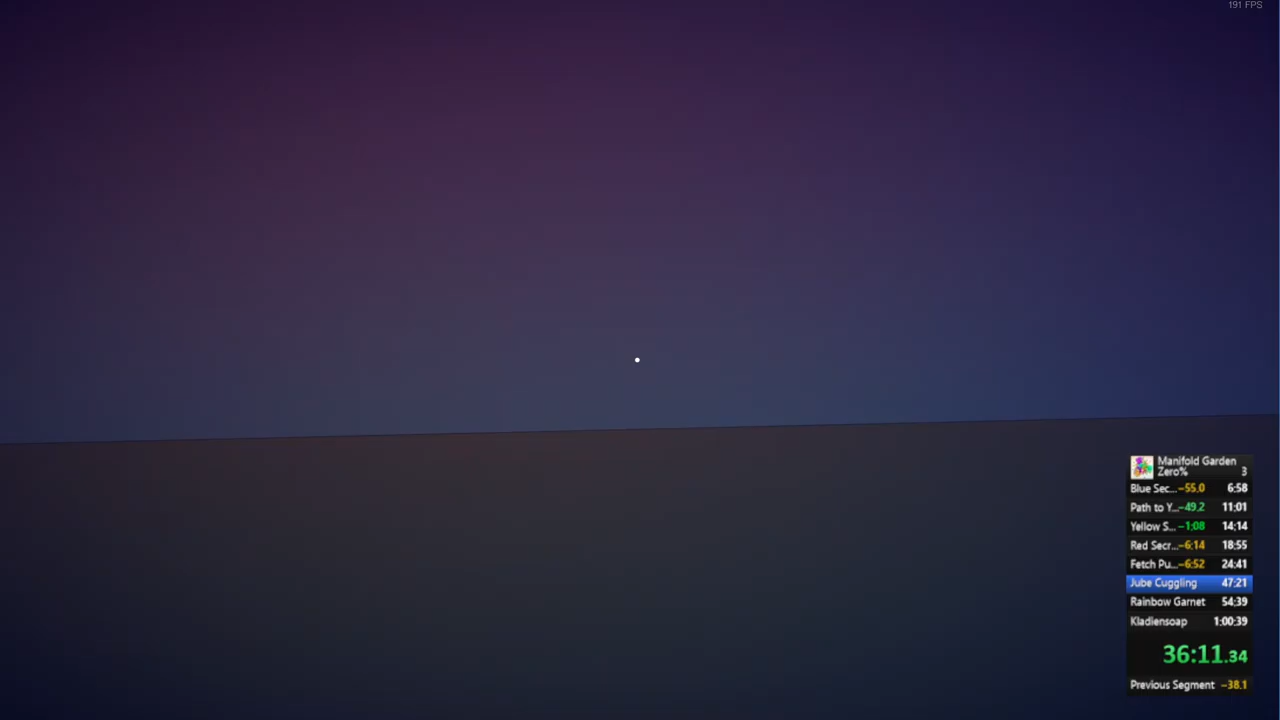 191 FPS
Manifold Garden
Zero% 3
Blue Sec... -55.0 6:58
Path to Y... -49.2 11:01
Yellow S... -1:08 14:14
Red Secr... -6:14 18:55
Fetch Pu... -6:52 24:41
Jube Cuggling 47:21
Rainbow Garnet 54:39
Kladiensoap 1:00:39
36:11.34
Previous Segment -38.1